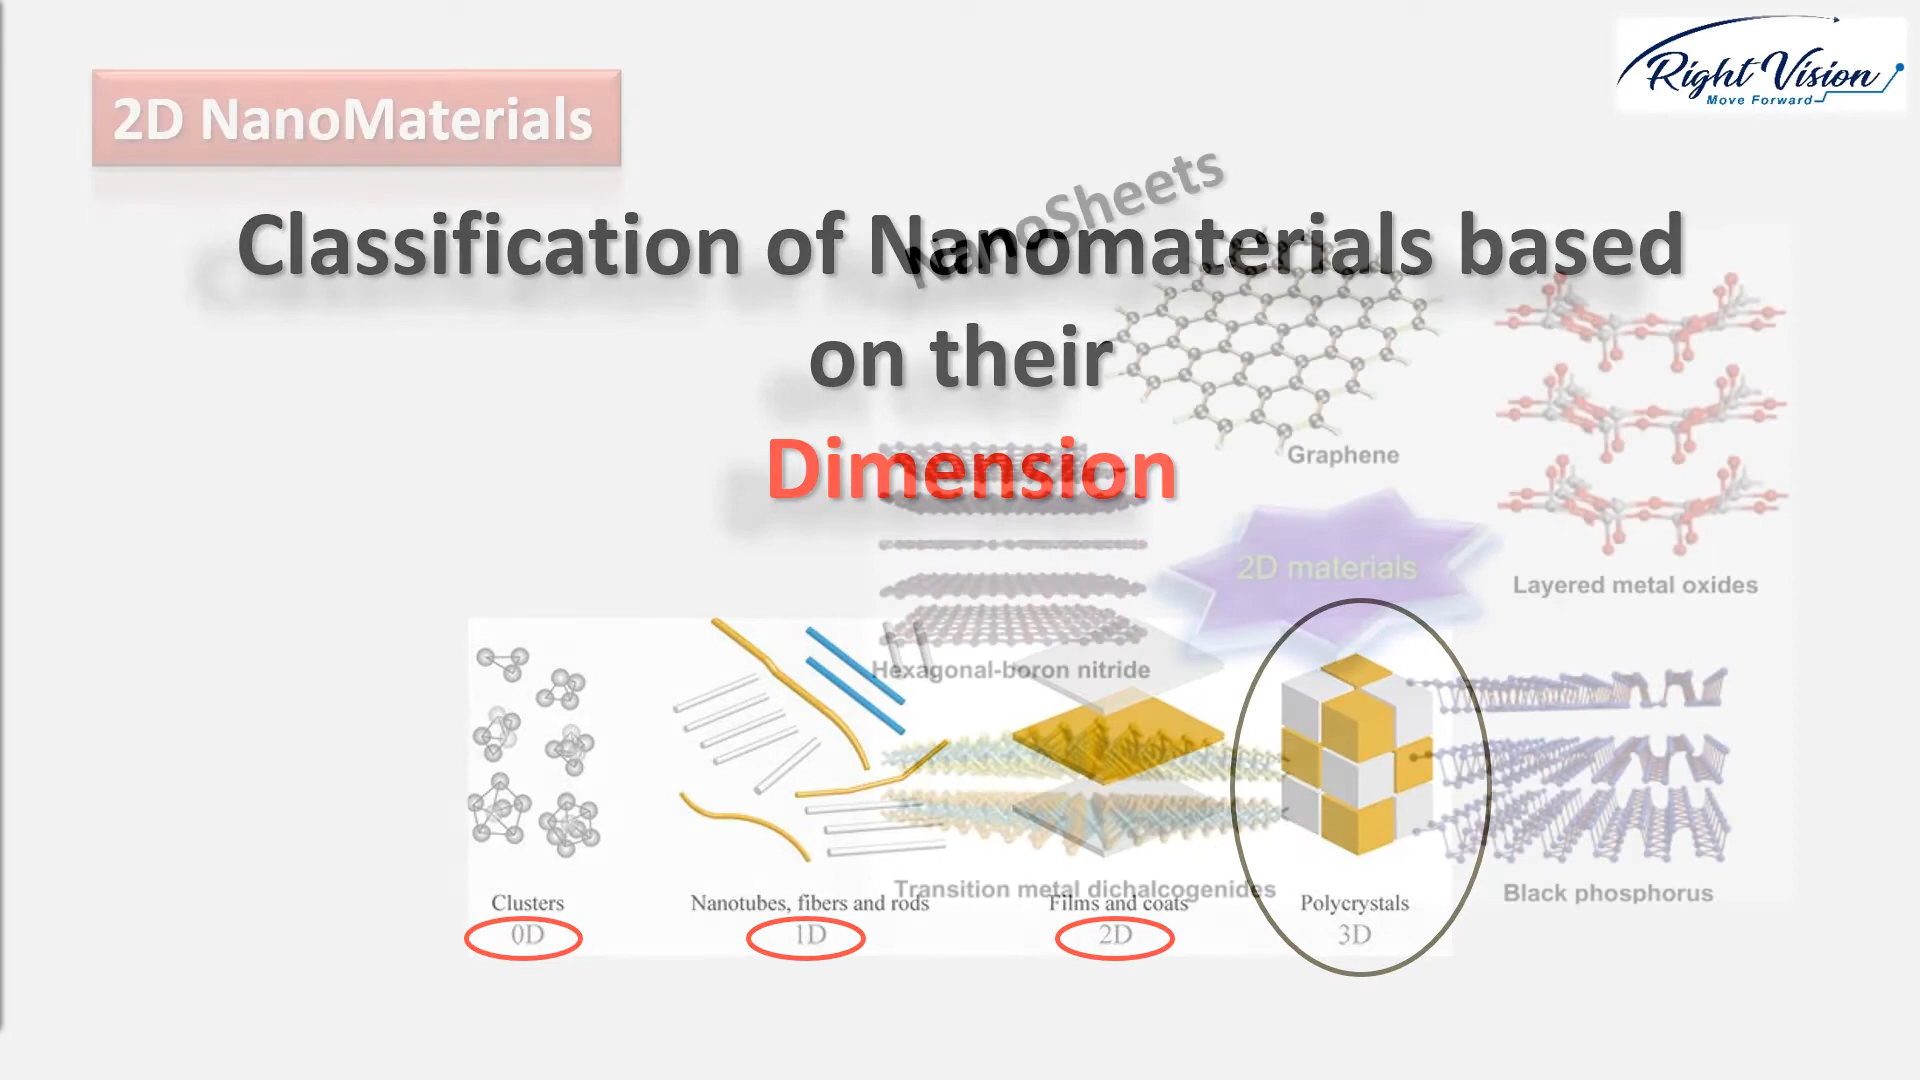 Right Vision
Move Forward
2D NanoMaterials
NanoSheets
Classification of Nanomaterials based
on their
Dimension
Graphene
2D materials
Layered metal oxides
Hexagonal-boron nitride
Transition metal dichalcogenides
Black phosphorus
Clusters
0D
Nanotubes, fibers and rods
1D
Films and coats
2D
Polycrystals
3D